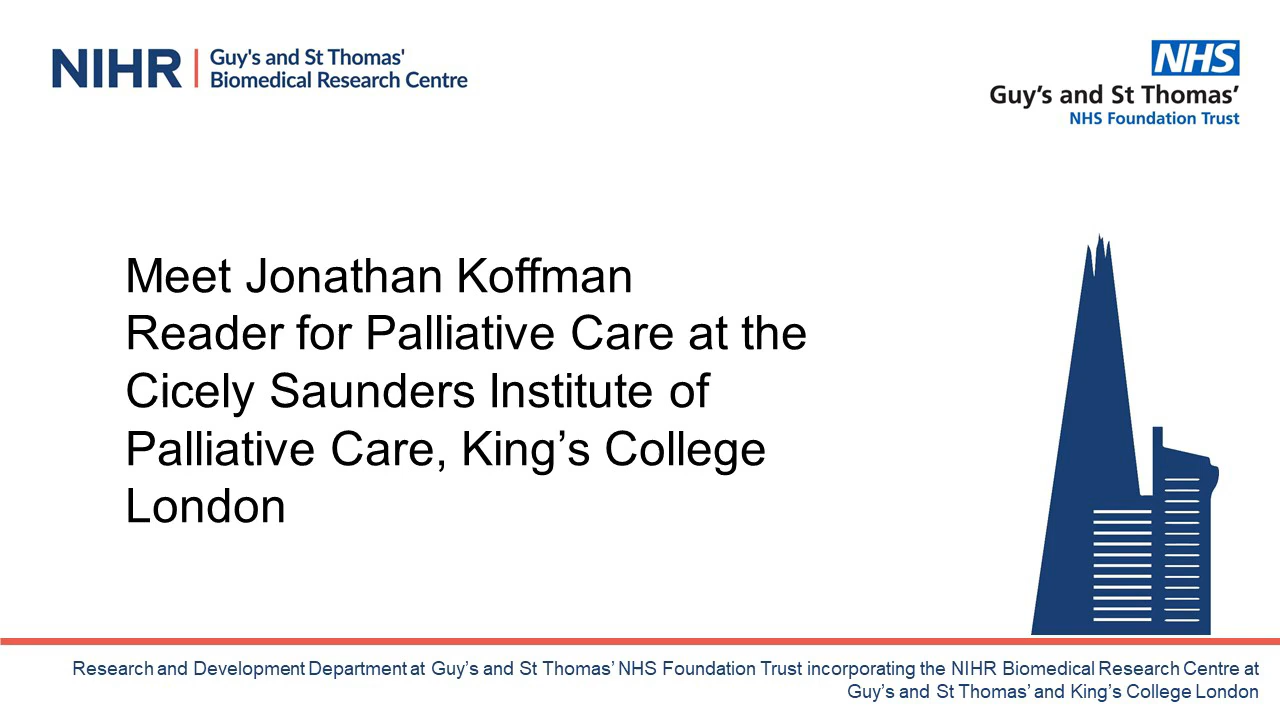 NIHR | Guy's and St Thomas'
Biomedical Research Centre
NHS
Guy's and St Thomas'
NHS Foundation Trust
Meet Jonathan Koffman
Reader for Palliative Care at the
Cicely Saunders Institute of
Palliative Care, King’s College
London
Research and Development Department at Guy’s and St Thomas’ NHS Foundation Trust incorporating the NIHR Biomedical Research Centre at
Guy’s and St Thomas’ and King’s College London